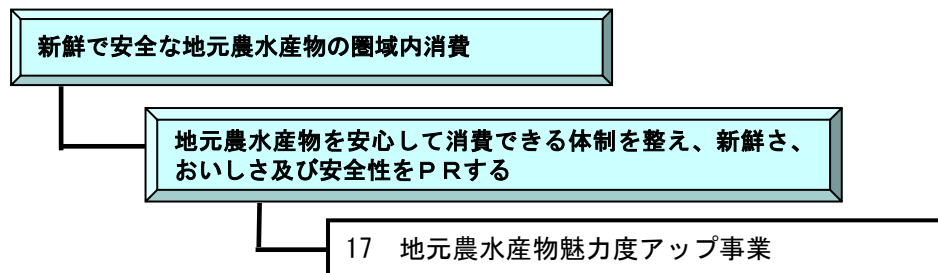 新鮮で安全な地元農水産物の圏域内消費
地元農水産物を安心して消費できる体制を整え、新鮮さ、
おいしさ及び安全性をＰＲする
17　地元農水産物魅力度アップ事業